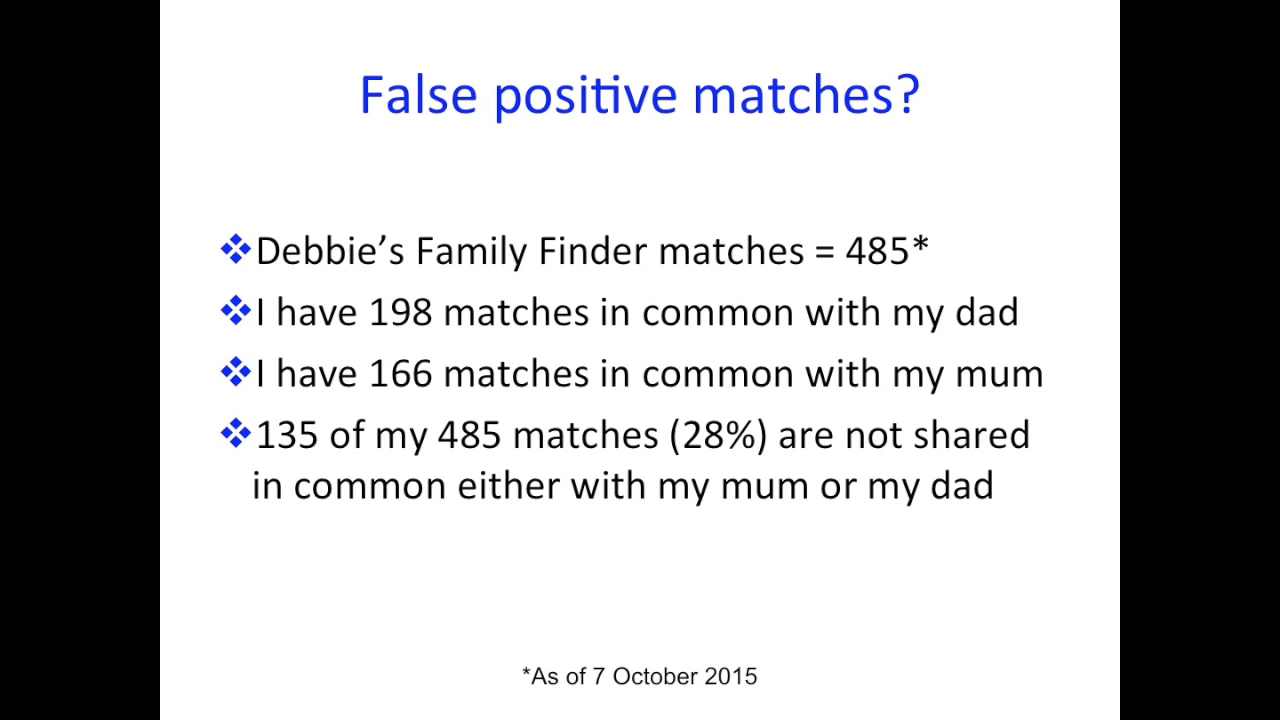 False positive matches?
❖Debbie’s Family Finder matches = 485*
❖I have 198 matches in common with my dad
❖I have 166 matches in common with my mum
❖135 of my 485 matches (28%) are not shared
in common either with my mum or my dad
*As of 7 October 2015